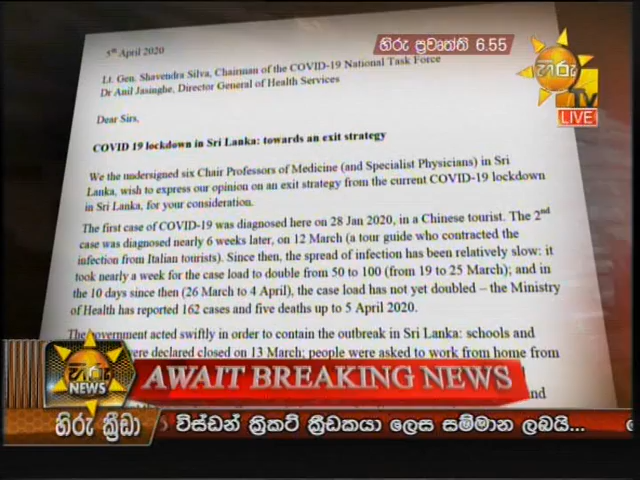 5th April 2020
හිරු ප්‍රවෘත්ති 6.55
Lt. Gen. Shavendra Silva, Chairman of the COVID-19 National Task Force
Dr Anil Jasinghe, Director General of Health Services
හිරු
TV
LIVE
Dear Sirs,
COVID 19 lockdown in Sri Lanka: towards an exit strategy
We the undersigned six Chair Professors of Medicine (and Specialist Physicians) in Sri
Lanka, wish to express our opinion on an exit strategy from the current COVID-19 lockdown
in Sri Lanka, for your consideration.
The first case of COVID-19 was diagnosed here on 28 Jan 2020, in a Chinese tourist. The 2nd
case was diagnosed nearly 6 weeks later, on 12 March (a tour guide who contracted the
infection from Italian tourists). Since then, the spread of infection has been relatively slow: it
took nearly a week for the case load to double from 50 to 100 (from 19 to 25 March); and in
the 10 days since then (26 March to 4 April), the case load has not yet doubled – the Ministry
of Health has reported 162 cases and five deaths up to 5 April 2020.
The government acted swiftly in order to contain the outbreak in Sri Lanka: schools and
were declared closed on 13 March; people were asked to work from home from
හිරු
NEWS
AWAIT BREAKING NEWS
and
හිරු ක්‍රීඩා
විස්ඩන් ක්‍රිකට් ක්‍රීඩකයා ලෙස සම්මාන ලබයි...